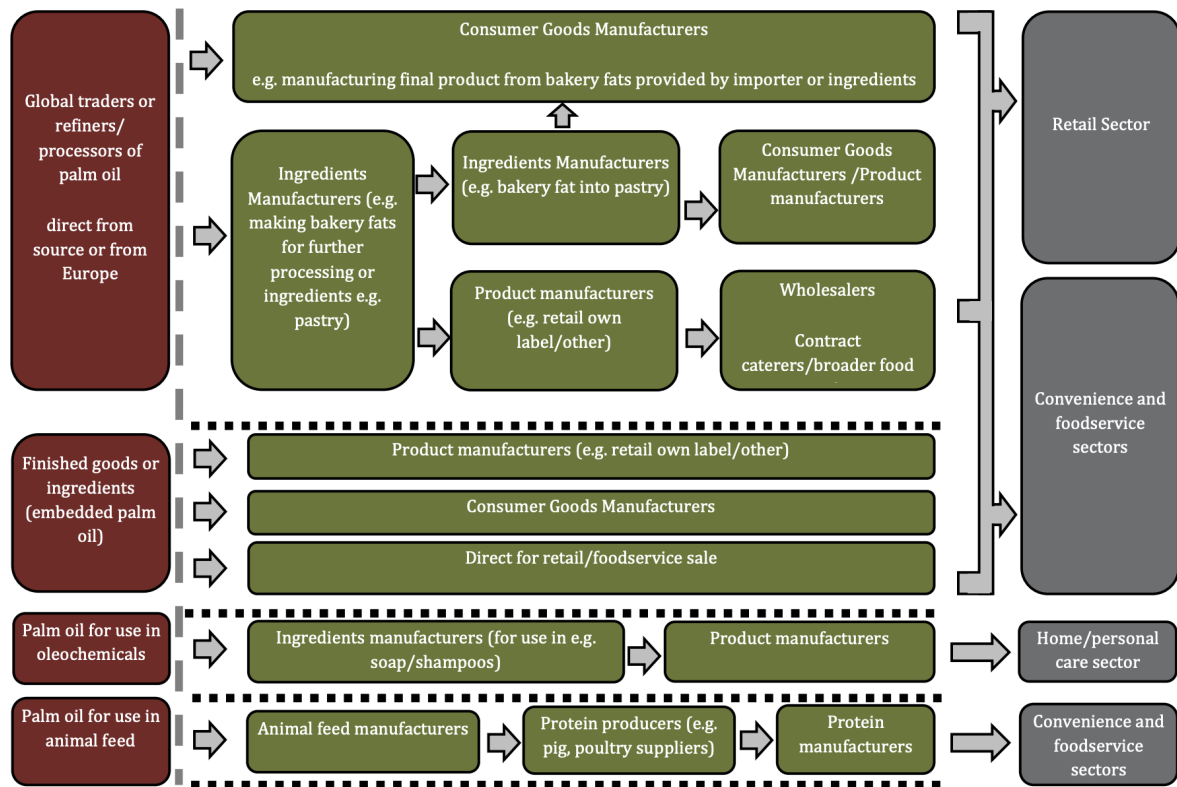 Global traders or
refiners/
processors of
palm oil
direct from
source or from
Europe
Consumer Goods Manufacturers
e.g. manufacturing final product from bakery fats provided by importer or ingredients
Ingredients
Manufacturers (e.g.
making bakery fats
for further
processing or
ingredients e.g.
pastry)
Ingredients Manufacturers
(e.g. bakery fat into pastry)
Consumer Goods
Manufacturers /Product
manufacturers
Product manufacturers
(e.g. retail own
label/other)
Wholesalers
Contract
caterers/broader food
Retail Sector
Convenience and
foodservice
sectors
Finished goods or
ingredients
(embedded palm
oil)
Product manufacturers (e.g. retail own label/other)
Consumer Goods Manufacturers
Direct for retail/foodservice sale
Palm oil for use in
oleochemicals
Ingredients manufacturers (for use in e.g.
soap/shampoos)
Product manufacturers
Home/personal
care sector
Palm oil for use in
animal feed
Animal feed manufacturers
Protein producers (e.g.
pig, poultry suppliers)
Protein
manufacturers
Convenience and
foodservice
sectors